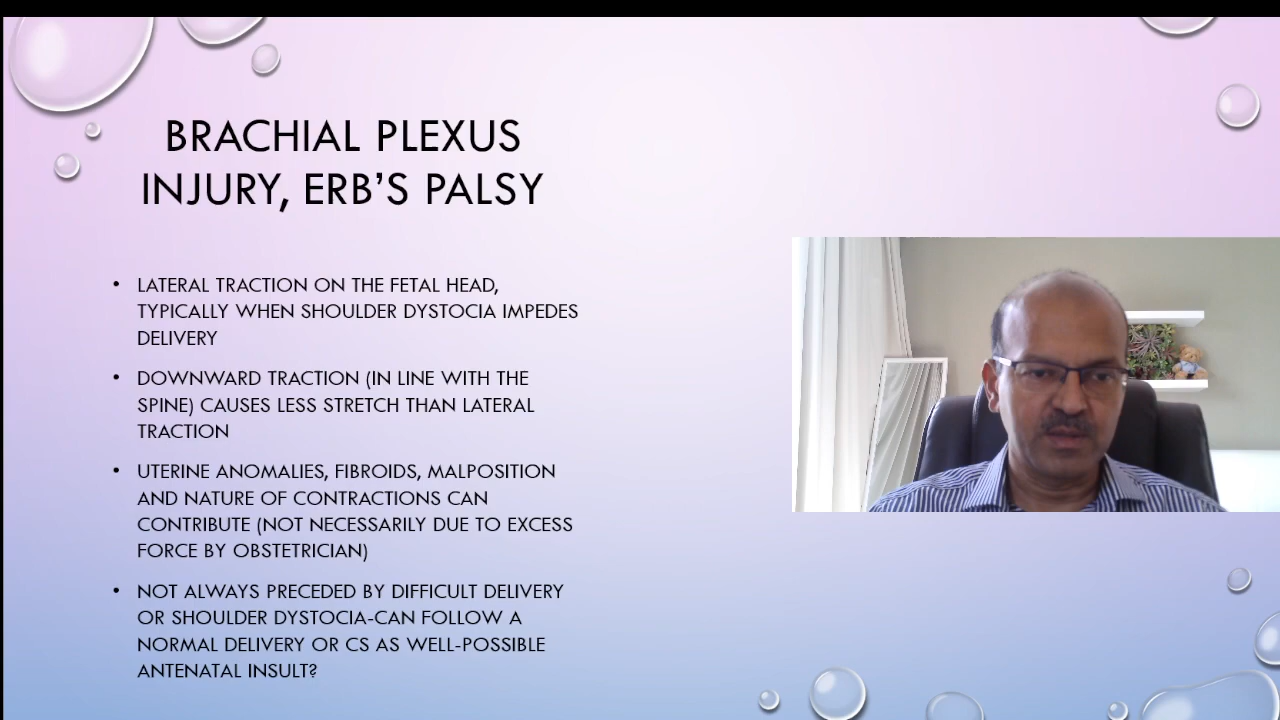 BRACHIAL PLEXUS
INJURY, ERB’S PALSY
• LATERAL TRACTION ON THE FETAL HEAD,
TYPICALLY WHEN SHOULDER DYSTOCIA IMPEDES
DELIVERY
• DOWNWARD TRACTION (IN LINE WITH THE
SPINE) CAUSES LESS STRETCH THAN LATERAL
TRACTION
• UTERINE ANOMALIES, FIBROIDS, MALPOSITION
AND NATURE OF CONTRACTIONS CAN
CONTRIBUTE (NOT NECESSARILY DUE TO EXCESS
FORCE BY OBSTETRICIAN)
• NOT ALWAYS PRECEDED BY DIFFICULT DELIVERY
OR SHOULDER DYSTOCIA-CAN FOLLOW A
NORMAL DELIVERY OR CS AS WELL-POSSIBLE
ANTENATAL INSULT?